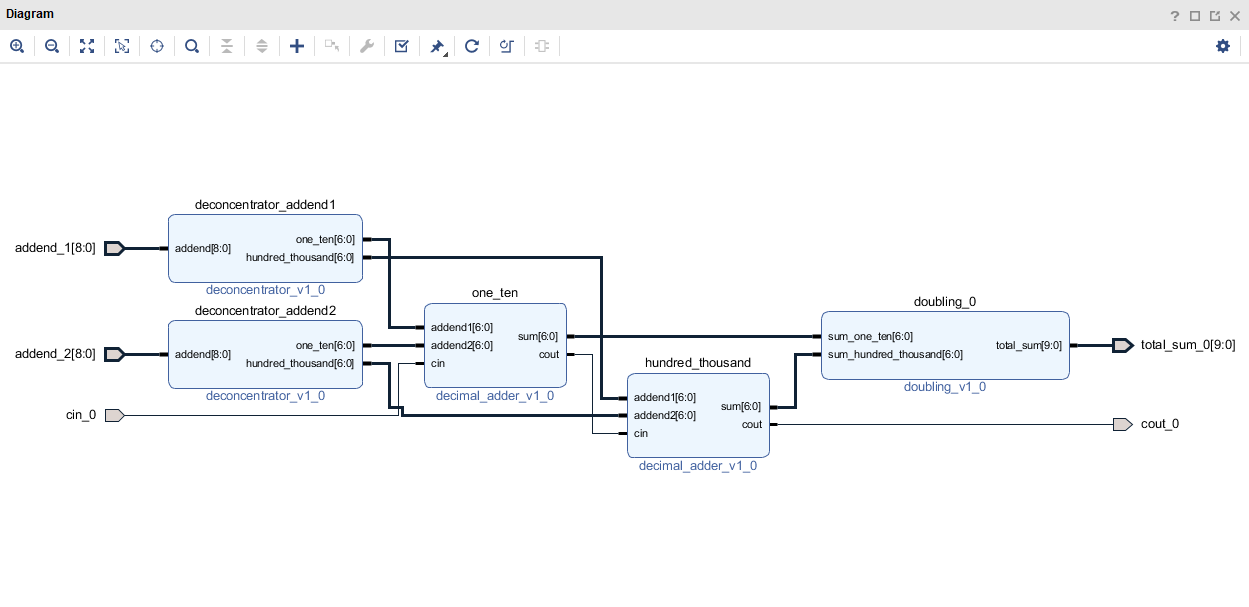 Diagram
?
deconcentrator_addend1
addend_1[8:0]
addend[8:0]
one_ten[6:0]
hundred_thousand[6:0]
deconcentrator_v1_0
deconcentrator_addend2
addend_2[8:0]
addend[8:0]
one_ten[6:0]
hundred_thousand[6:0]
deconcentrator_v1_0
cin_0
one_ten
addend1[6:0]
addend2[6:0]
cin
sum[6:0]
cout
decimal_adder_v1_0
hundred_thousand
addend1[6:0]
addend2[6:0]
cin
sum[6:0]
cout
decimal_adder_v1_0
doubling_0
sum_one_ten[6:0]
sum_hundred_thousand[6:0]
total_sum[9:0]
doubling_v1_0
total_sum_0[9:0]
cout_0